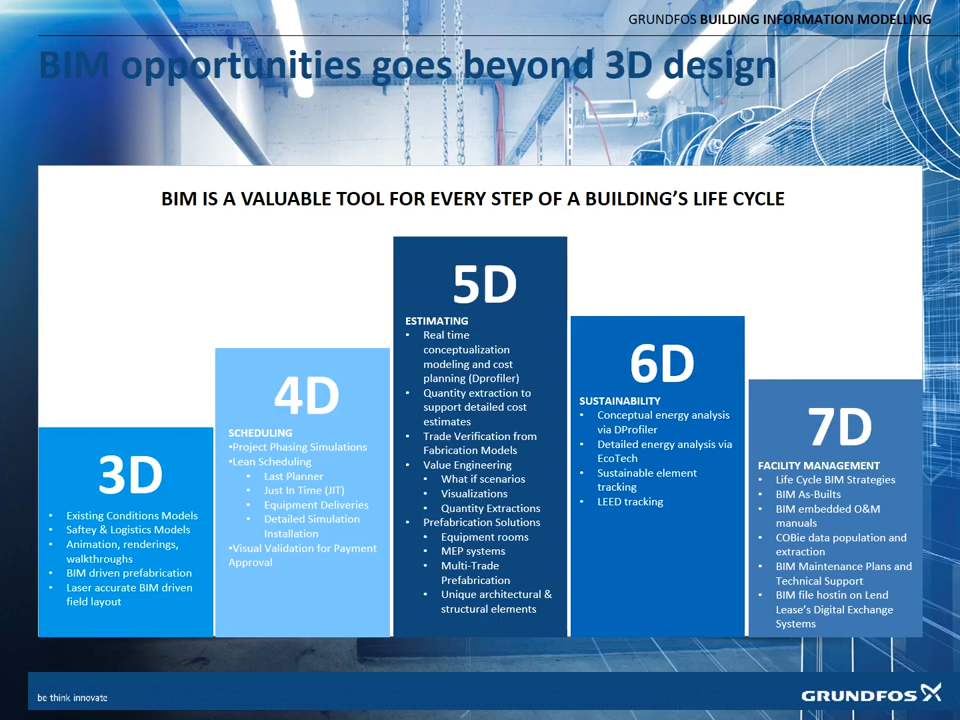 GRUNDFOS BUILDING INFORMATION MODELLING
BIM opportunities goes beyond 3D design
BIM IS A VALUABLE TOOL FOR EVERY STEP OF A BUILDING'S LIFE CYCLE
3D
• Existing Conditions Models
• Saftey & Logistics Models
• Animation, renderings,
walkthroughs
• BIM driven prefabrication
• Laser accurate BIM driven
field layout
4D
SCHEDULING
•Project Phasing Simulations
•Lean Scheduling
• Last Planner
• Just In Time (JIT)
• Equipment Deliveries
• Detailed Simulation
Installation
•Visual Validation for Payment
Approval
5D
ESTIMATING
• Real time
conceptualization
modeling and cost
planning (Dprofiler)
• Quantity extraction to
support detailed cost
estimates
• Trade Verification from
Fabrication Models
• Value Engineering
• What if scenarios
• Visualizations
• Quantity Extractions
• Prefabrication Solutions
• Equipment rooms
• MEP systems
• Multi-Trade
Prefabrication
• Unique architectural &
structural elements
6D
SUSTAINABILITY
• Conceptual energy analysis
via DProfiler
• Detailed energy analysis via
EcoTech
• Sustainable element
tracking
• LEED tracking
7D
FACILITY MANAGEMENT
• Life Cycle BIM Strategies
• BIM As-Builts
• BIM embedded O&M
manuals
• COBie data population and
extraction
• BIM Maintenance Plans and
Technical Support
• BIM file hostin on Lend
Lease's Digital Exchange
Systems
be think innovate
GRUNDFOS